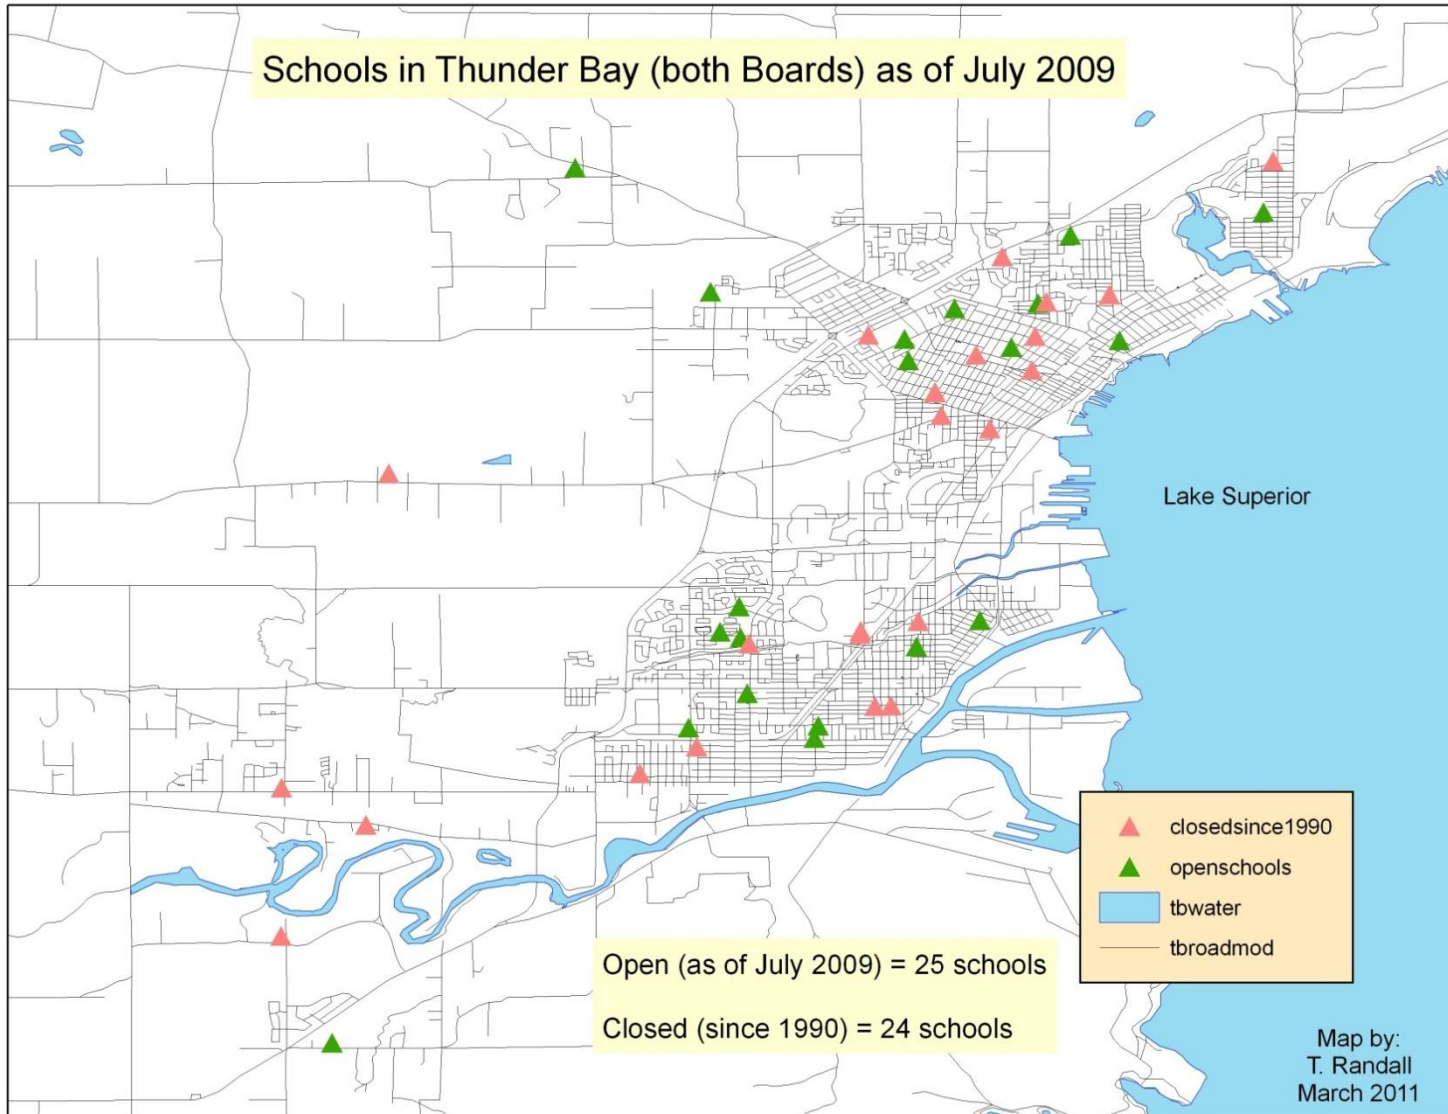 Schools in Thunder Bay (both Boards) as of July 2009
Lake Superior
closedsince1990
openschools
tbwater
tbroadmod
Open (as of July 2009) = 25 schools
Closed (since 1990) = 24 schools
Map by:
T. Randall
March 2011